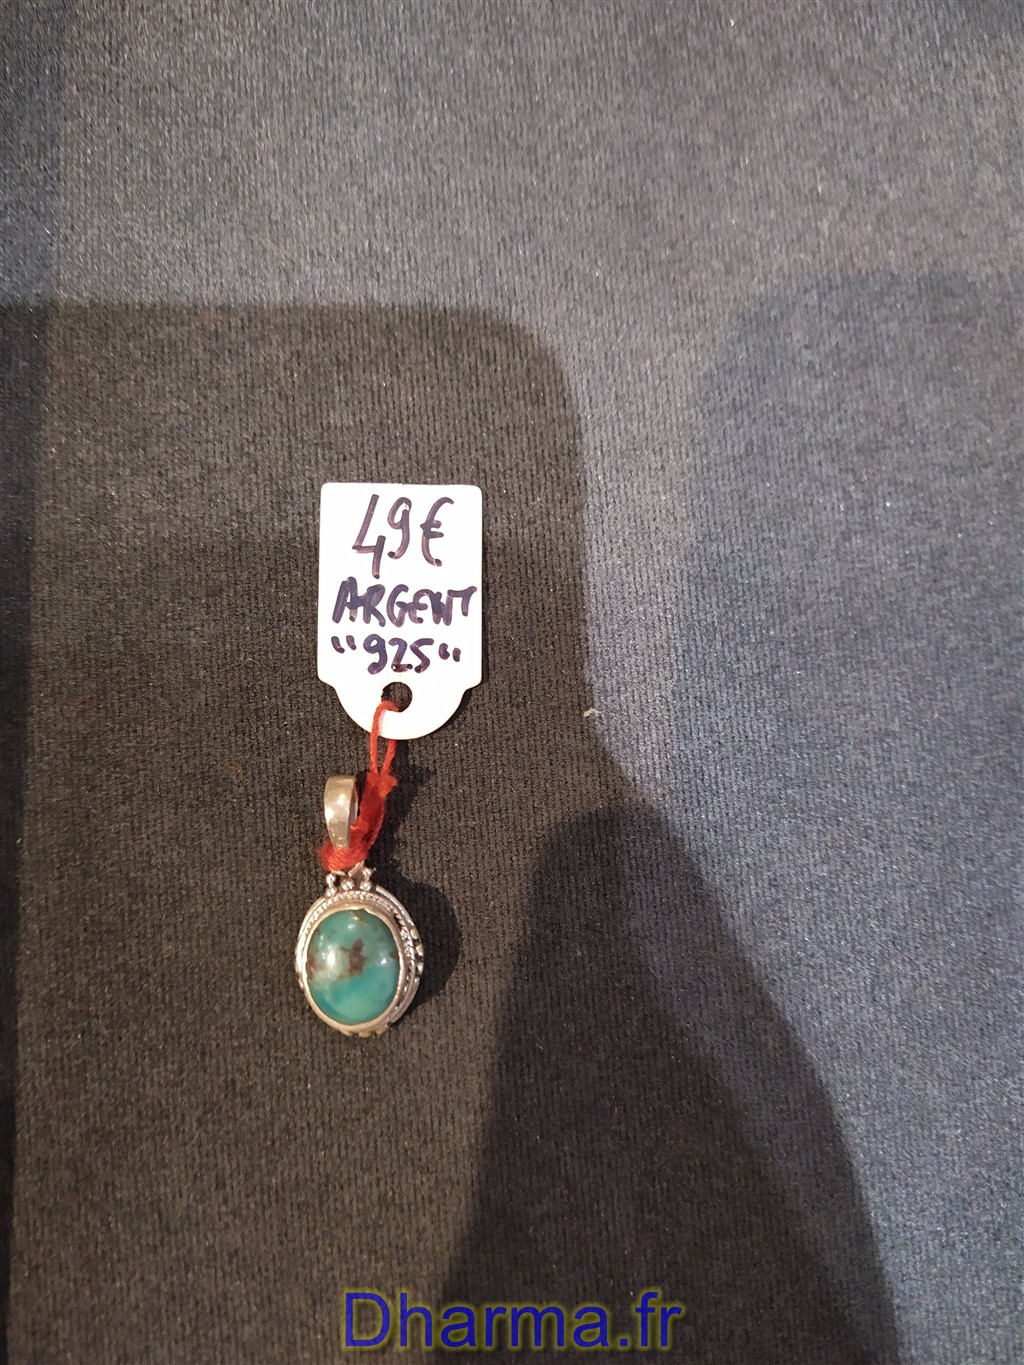 49€
ARGENT
"925"
Dharma.fr